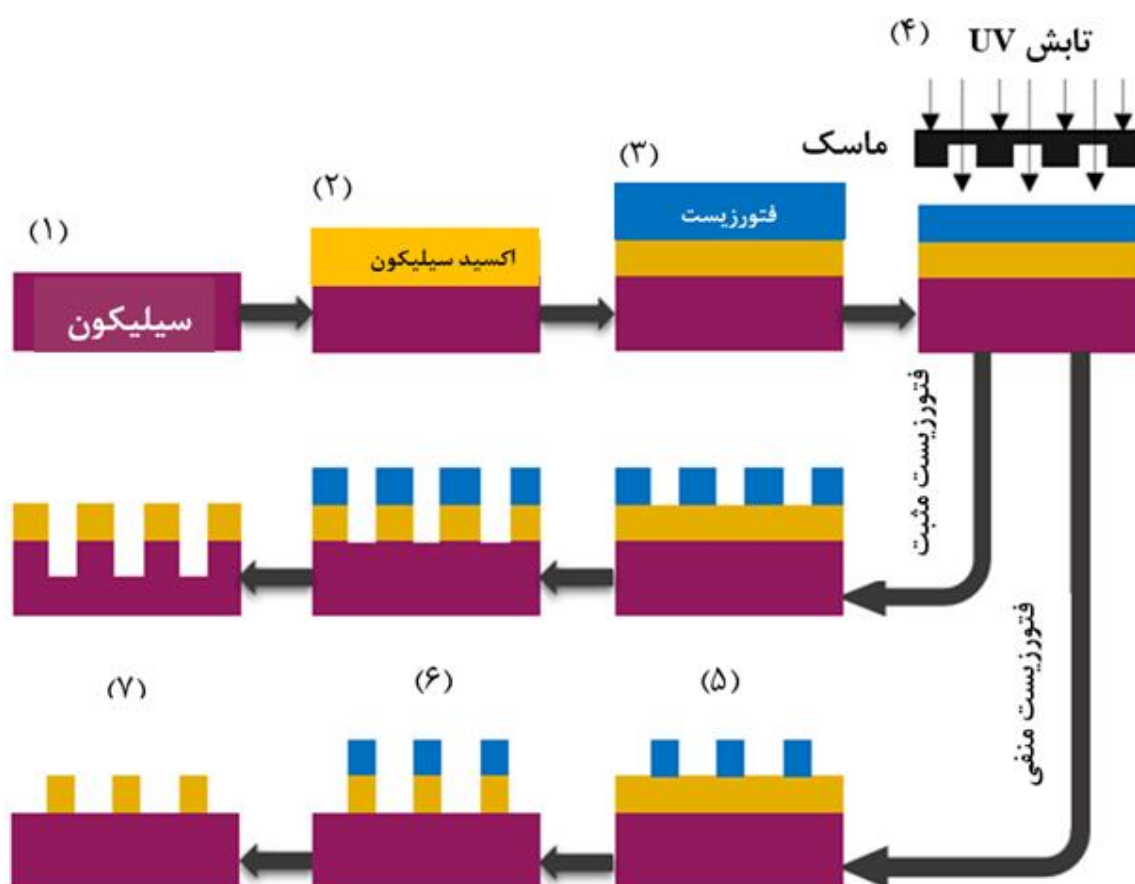 (۱)
سیلیکون
(۲)
اکسید سیلیکون
(۳)
فتورزیست
(۴)
تابش UV
ماسک
فتورزیست مثبت
فتورزیست منفی
(۵)
(۶)
(۷)